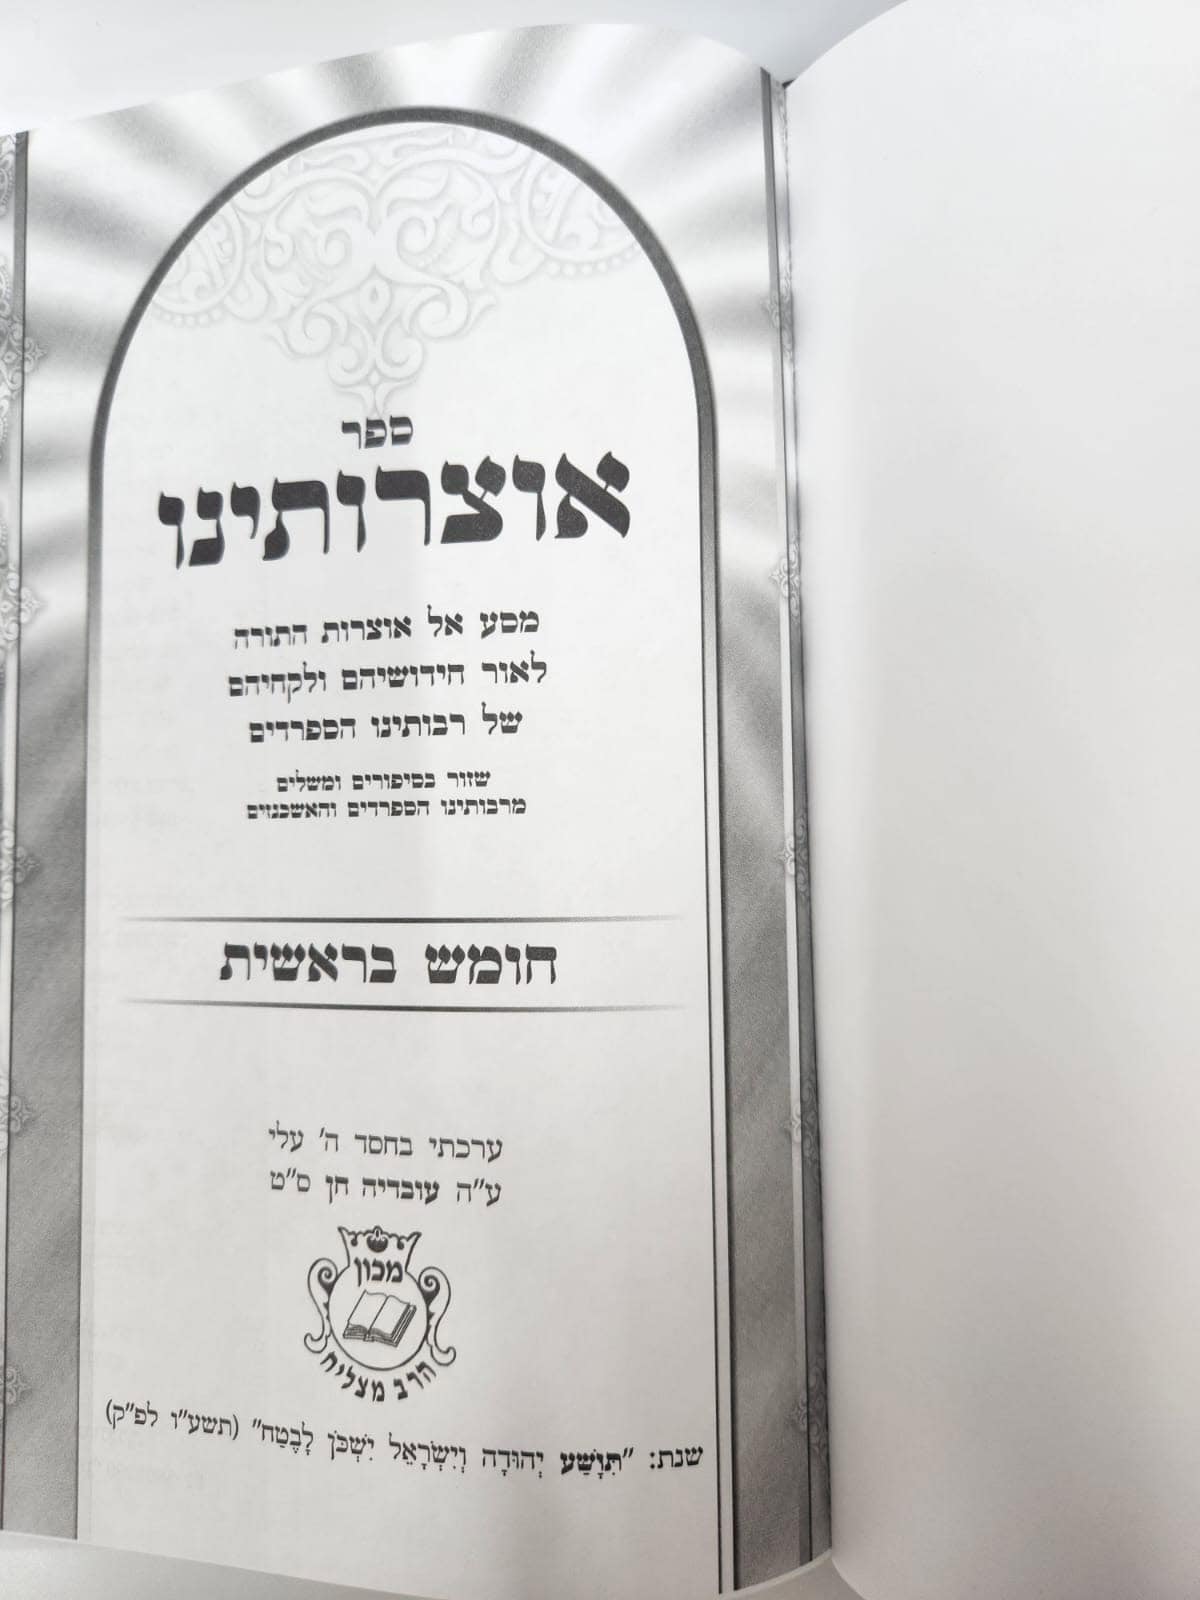 ספר
אוצרותינו
מסע אל אוצרות התורה
לאור חידושיהם ולקחיהם
של רבותינו הספרדים
שזור בסיפורים ומשלים
מרבותינו הספרדים והאשכנזים
חומש בראשית
ערכתי בחסד ה' עלי
ע"ה עובדיה חן ס"ט
מכון
הרב מצליח
שנת: "תִּוָּשַׁע יְהוּדָה וְיִשְׂרָאֵל יִשְׁכֹּן לָבֶטַח" (תשע"ו לפ"ק)